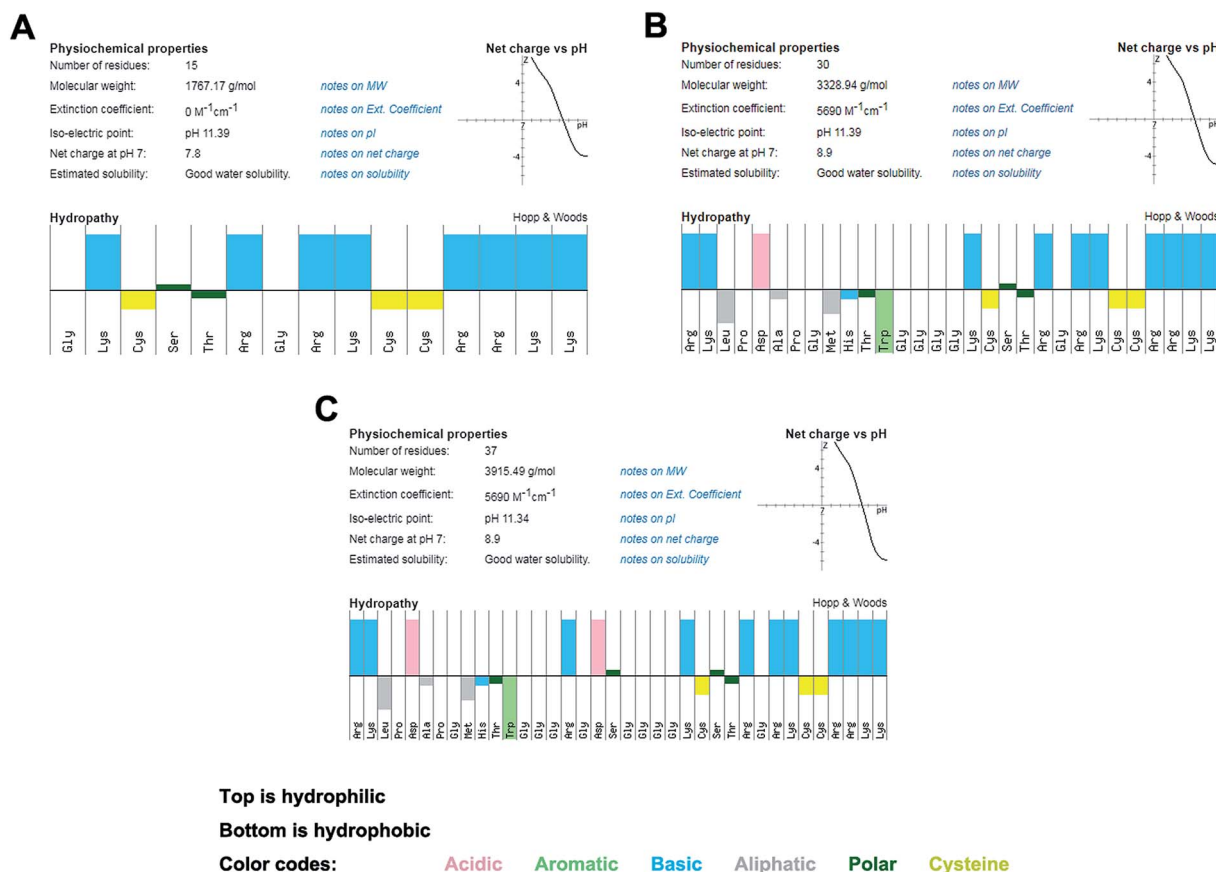 A
Physiochemical properties
Number of residues: 15
Molecular weight: 1767.17 g/mol notes on MW
Extinction coefficient: 0 M⁻¹cm⁻¹ notes on Ext. Coefficient
Iso-electric point: pH 11.39 notes on pI
Net charge at pH 7: 7.8 notes on net charge
Estimated solubility: Good water solubility. notes on solubility
Net charge vs pH
Z
4
7
pH
-4
Hydropathy Hopp & Woods
Gly Lys Cys Ser Thr Arg Gly Arg Lys Cys Cys Arg Arg Lys Lys
B
Physiochemical properties
Number of residues: 30
Molecular weight: 3328.94 g/mol notes on MW
Extinction coefficient: 5690 M⁻¹cm⁻¹ notes on Ext. Coefficient
Iso-electric point: pH 11.39 notes on pI
Net charge at pH 7: 8.9 notes on net charge
Estimated solubility: Good water solubility. notes on solubility
Net charge vs pH
Z
4
7
pH
-4
Hydropathy Hopp & Woods
Arg Lys Leu Pro Asp Ala Pro Gly Met His Thr Trp Gly Gly Gly Gly Lys Cys Ser Thr Arg Gly Arg Lys Cys Cys Arg Arg Lys Lys
C
Physiochemical properties
Number of residues: 37
Molecular weight: 3915.49 g/mol notes on MW
Extinction coefficient: 5690 M⁻¹cm⁻¹ notes on Ext. Coefficient
Iso-electric point: pH 11.34 notes on pI
Net charge at pH 7: 8.9 notes on net charge
Estimated solubility: Good water solubility. notes on solubility
Net charge vs pH
Z
4
7
pH
-4
Hydropathy Hopp & Woods
Arg Lys Leu Pro Asp Ala Pro Gly Met His Thr Trp Gly Gly Gly Arg Gly Asp Ser Gly Gly Gly Gly Lys Cys Ser Thr Arg Gly Arg Lys Cys Cys Arg Arg Lys Lys
Top is hydrophilic
Bottom is hydrophobic
Color codes: Acidic Aromatic Basic Aliphatic Polar Cysteine